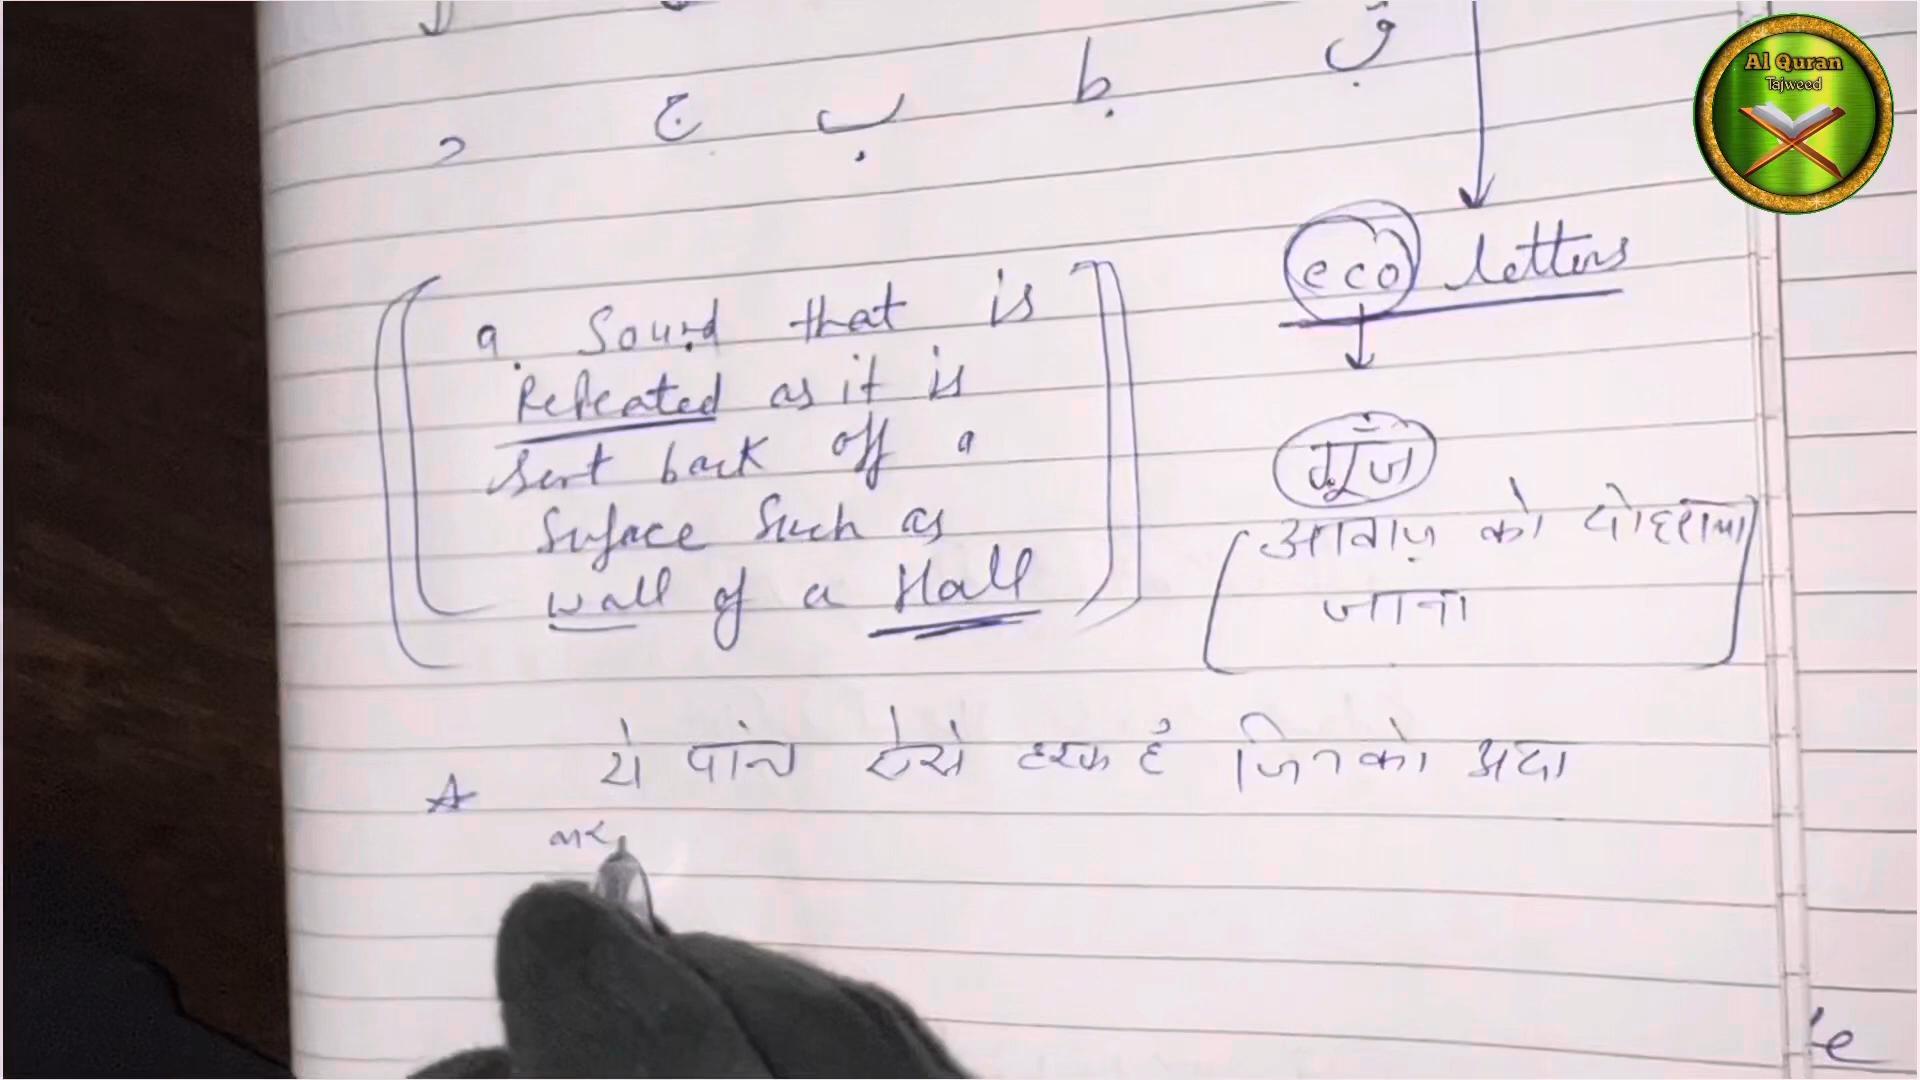 Al Quran
Tajweed
ق ط ب ج د
eco letters
a sound that is
Repeated as it is
sent back off a
Surface Such as
wall of a Hall
गूंज
आवाज़ को दोहराया
जाना
ये पांच ऐसे हरफ हैं जिनको अदा
कर